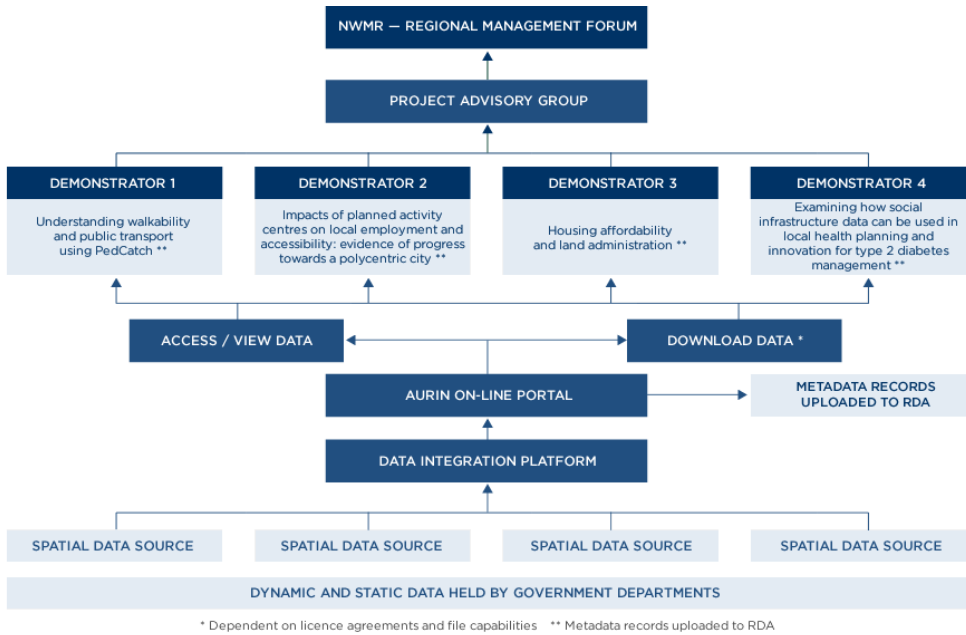 NWMR — REGIONAL MANAGEMENT FORUM
PROJECT ADVISORY GROUP
DEMONSTRATOR 1
Understanding walkability
and public transport
using PedCatch **
DEMONSTRATOR 2
Impacts of planned activity
centres on local employment and
accessibility: evidence of progress
towards a polycentric city **
DEMONSTRATOR 3
Housing affordability
and land administration **
DEMONSTRATOR 4
Examining how social
infrastructure data can be used in
local health planning and
innovation for type 2 diabetes
management **
ACCESS / VIEW DATA
DOWNLOAD DATA *
AURIN ON-LINE PORTAL
METADATA RECORDS
UPLOADED TO RDA
DATA INTEGRATION PLATFORM
SPATIAL DATA SOURCE
SPATIAL DATA SOURCE
SPATIAL DATA SOURCE
SPATIAL DATA SOURCE
DYNAMIC AND STATIC DATA HELD BY GOVERNMENT DEPARTMENTS
* Dependent on licence agreements and file capabilities ** Metadata records uploaded to RDA